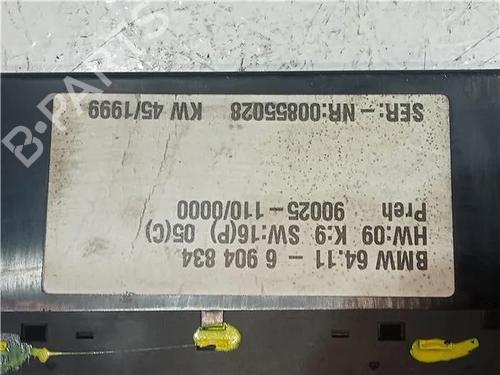 BMW 64.11 - 6 904 834
HW:09 K:9 SW:16(P) 05(C)
90025-110/0000
Preh
SER:-NR:00855028 KW 45/1999
B-PARTS